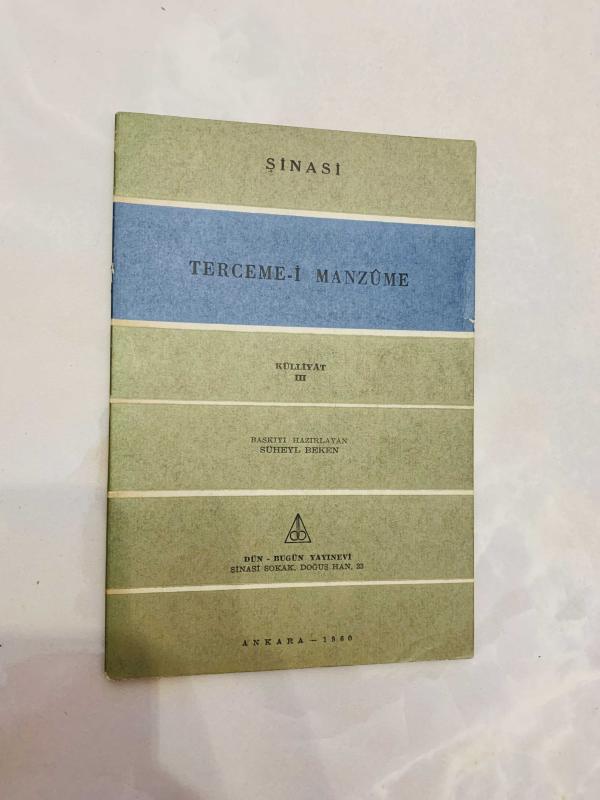 ŞİNASİ
TERCEME-İ MANZÛME
KÜLLİYÂT
III
BASKIYI HAZIRLAYAN
SÜHEYL BEKEN
DÜN - BUGÜN YAYINEVİ
ŞİNASİ SOKAK, DOĞUŞ HAN, 23
ANKARA — 1960